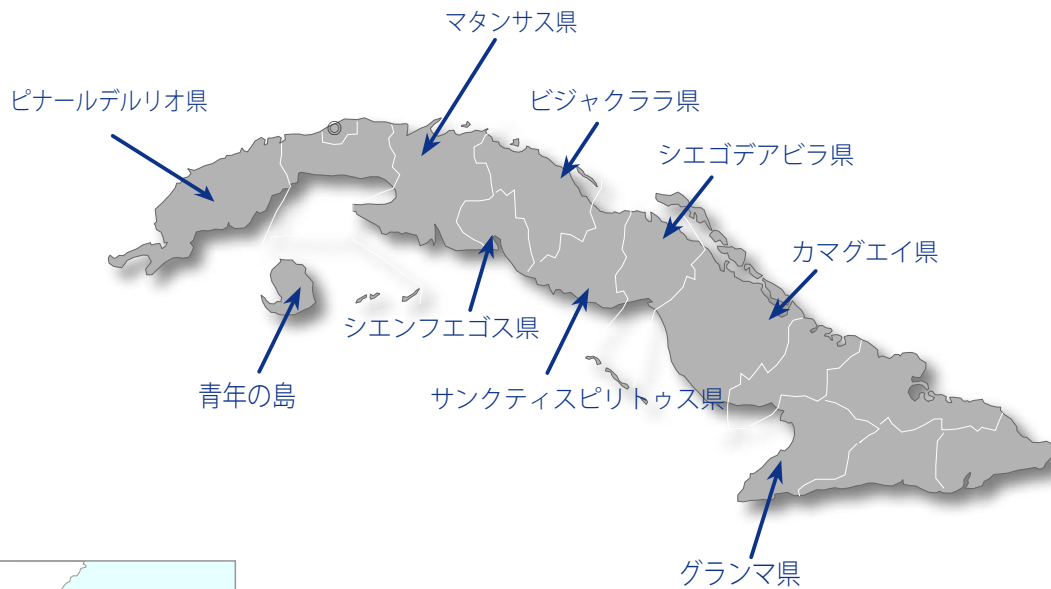 マタンサス県
ピナールデルリオ県
ビジャクララ県
シエゴデアビラ県
カマグエイ県
シエンフエゴス県
青年の島
サンクティスピリトゥス県
グランマ県